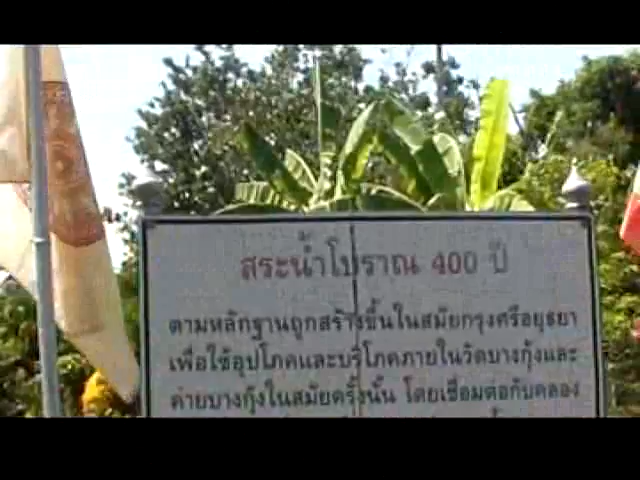 สระน้ำโบราณ 400 ปี
ตามหลักฐานถูกสร้างขึ้นในสมัยกรุงศรีอยุธยา
เพื่อใช้อุปโภคและบริโภคภายในวัดบางกุ้งและ
ค่ายบางกุ้งในสมัยครั้งนั้น โดยเชื่อมต่อกับคลอง